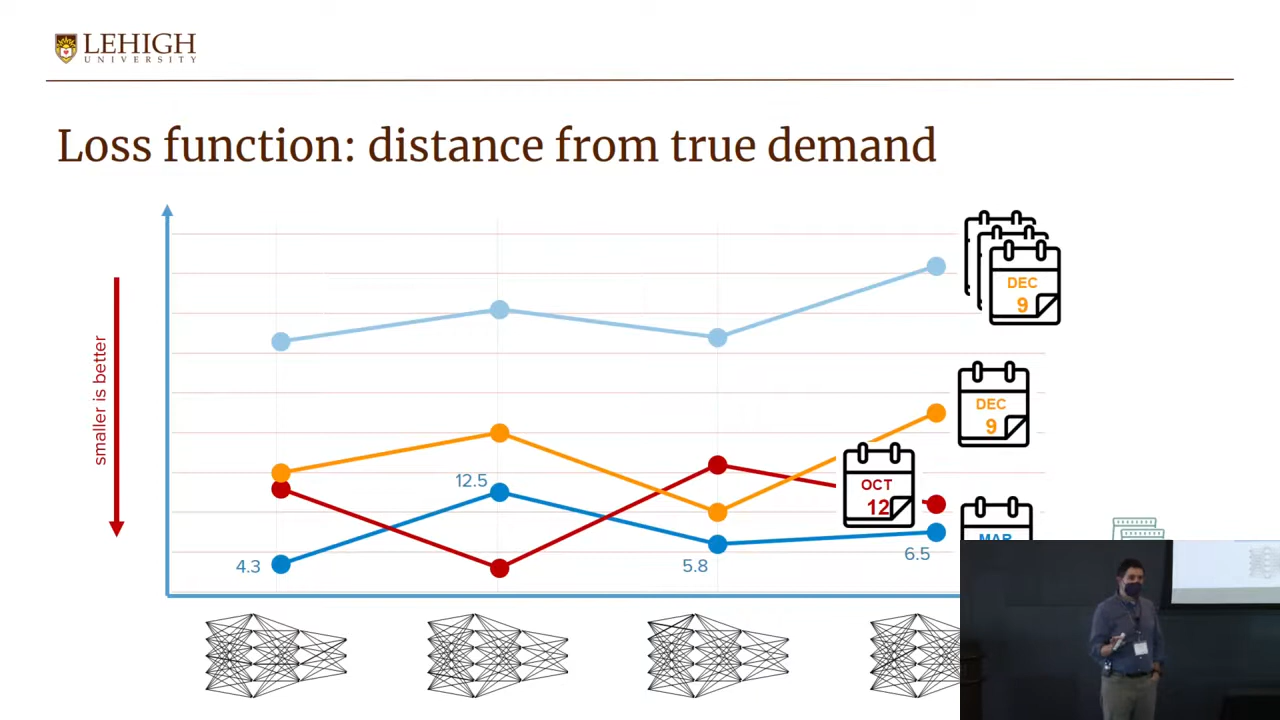 LEHIGH
UNIVERSITY
Loss function: distance from true demand
smaller is better
DEC
9
DEC
9
OCT
12
MAR
12.5
4.3
5.8
6.5